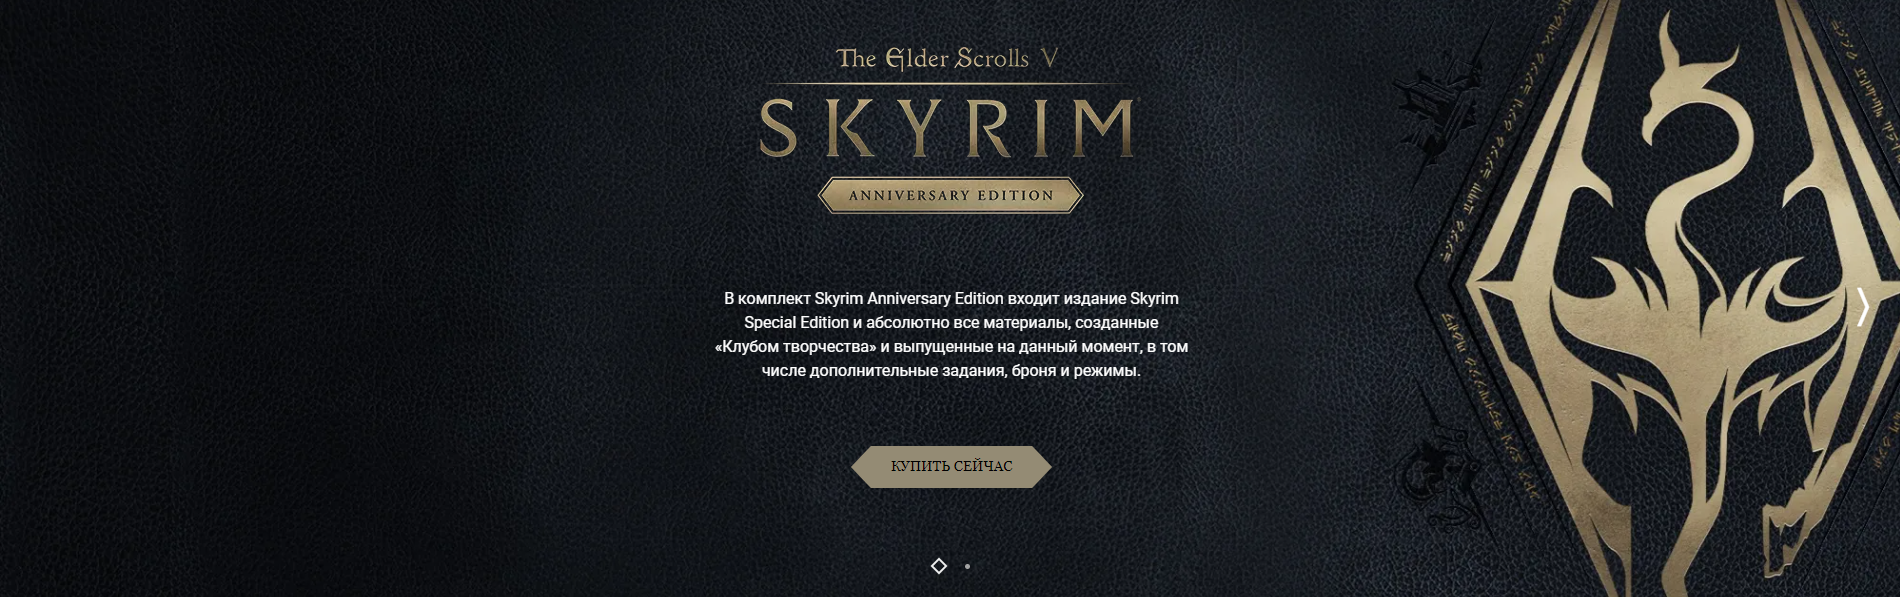 The Elder Scrolls V
SKYRIM
ANNIVERSARY EDITION
В комплект Skyrim Anniversary Edition входит издание Skyrim
Special Edition и абсолютно все материалы, созданные
«Клубом творчества» и выпущенные на данный момент, в том
числе дополнительные задания, броня и режимы.
КУПИТЬ СЕЙЧАС